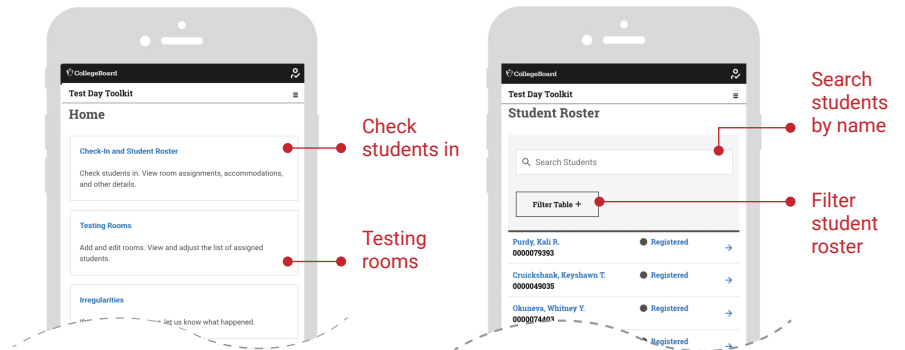 CollegeBoard
Test Day Toolkit
Home
Check-In and Student Roster
Check students in. View room assignments, accommodations,
and other details.
Testing Rooms
Add and edit rooms. View and adjust the list of assigned
students.
Irregularities
let us know what happened.
Check
students in
Testing
rooms
CollegeBoard
Test Day Toolkit
Student Roster
Search Students
Filter Table +
Purdy, Kali R.
Registered
0000079393
Cruickshank, Keyshawn T.
Registered
0000049035
Okuneva, Whitney Y.
Registered
0000074403
Registered
Search
students
by name
Filter
student
roster